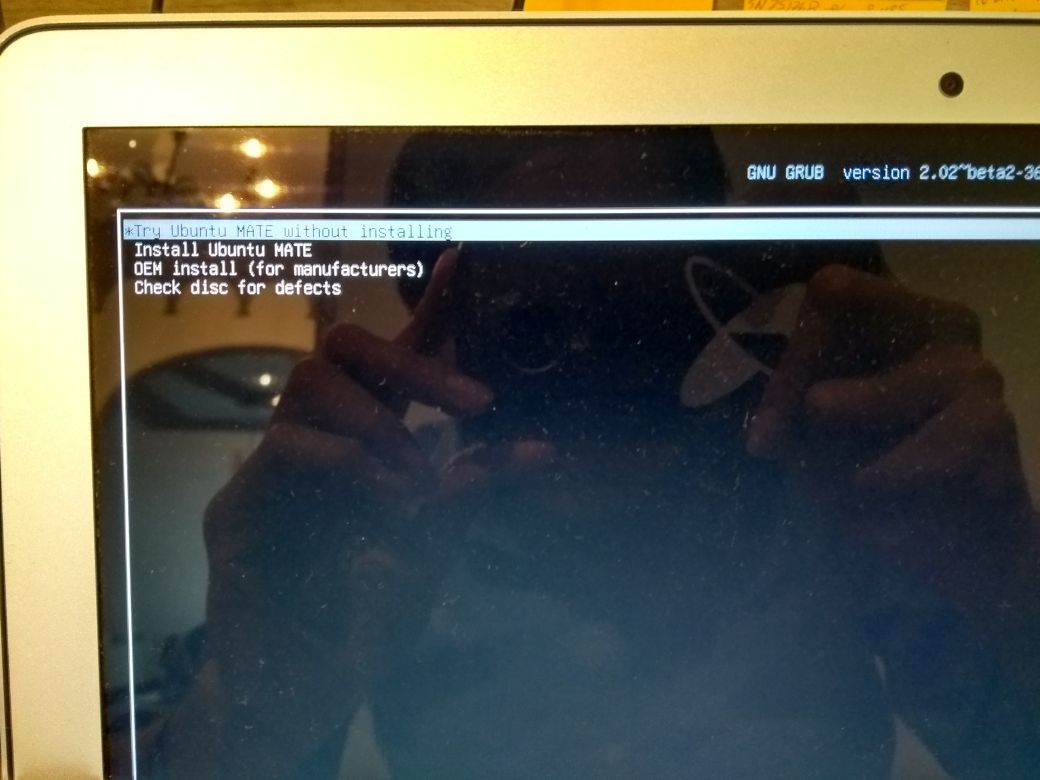 GNU GRUB version 2.02~beta2-36
*Try Ubuntu MATE without installing
Install Ubuntu MATE
OEM install (for manufacturers)
Check disc for defects